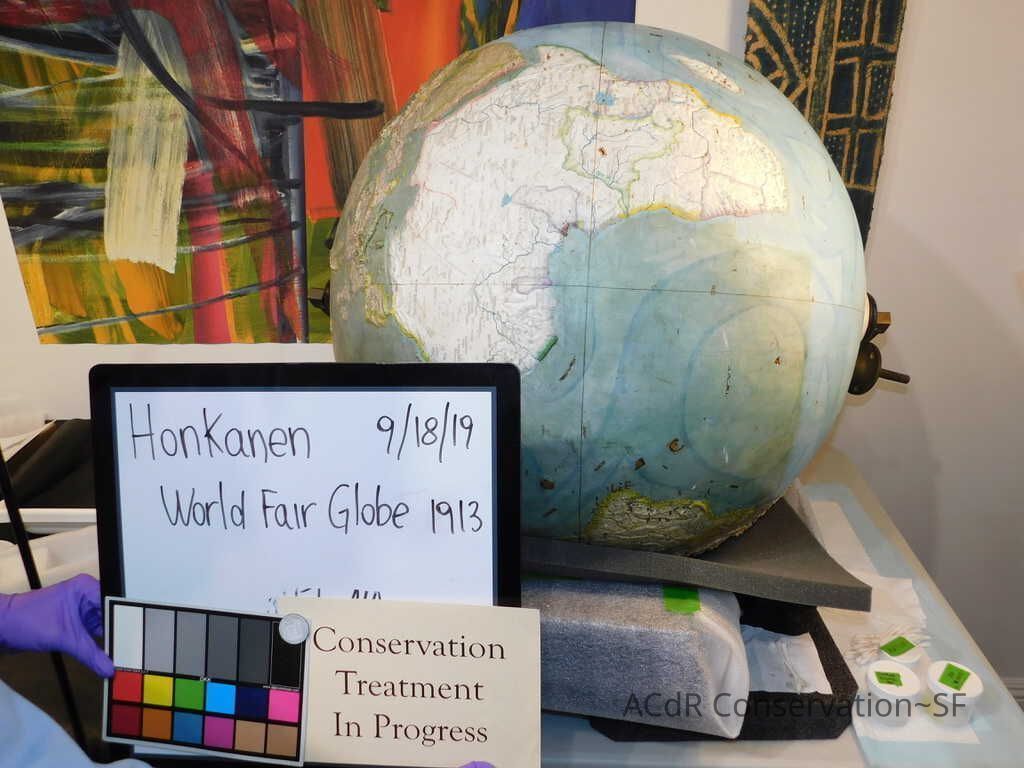 Honkanen 9/18/19
World Fair Globe 1913
Conservation
Treatment
In Progress
ACdR Conservation~SF